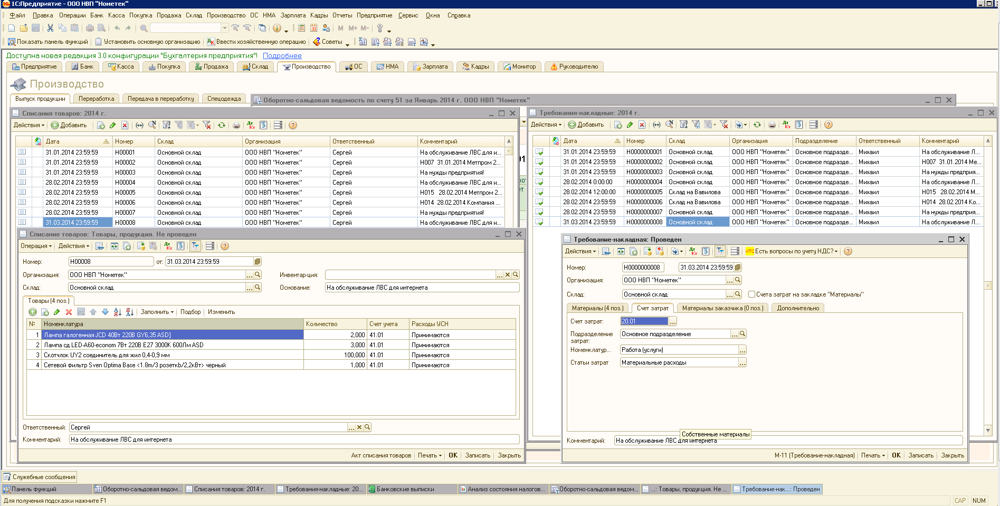 1С:Предприятие - ООО НВП "Нометек"
Файл Правка Операции Банк Касса Покупка Продажа Склад Производство ОС НМА Зарплата Кадры Отчеты Предприятие Сервис Окна Справка
M M+ M-
Показать панель функций Установить основную организацию Ввести хозяйственную операцию Советы
Доступна новая редакция 3.0 конфигурации "Бухгалтерия предприятия"! Подробнее
Предприятие Банк Касса Покупка Продажа Склад Производство ОС НМА Зарплата Кадры Монитор Руководителю
Производство
Выпуск продукции Переработка Передача в переработку Спецодежда
Оборотно-сальдовая ведомость по счету 51 за Январь 2014 г. ООО НВП "Нометек"
Списания товаров: 2014 г.
Действия Добавить
Дата Номер Склад Организация Ответственный Комментарий
31.01.2014 23:59:59 Н00001 Основной склад ООО НВП "Нометек" Сергей На обслуживание ЛВС для и...
31.01.2014 23:59:59 Н00002 Основной склад ООО НВП "Нометек" Сергей Н007 31.01.2014 Метпром 2...
31.01.2014 23:59:59 Н00003 Основной склад ООО НВП "Нометек" Сергей На нужды предприятия!
28.02.2014 23:59:59 Н00004 Основной склад ООО НВП "Нометек" Сергей На обслуживание ЛВС для и...
28.02.2014 23:59:59 Н00005 Основной склад ООО НВП "Нометек" Сергей Н015 28.02.2014 Метпром 2...
28.02.2014 23:59:59 Н00006 Основной склад ООО НВП "Нометек" Сергей Н014 28.02.2014 Компания ...
28.02.2014 23:59:59 Н00007 Основной склад ООО НВП "Нометек" Сергей На нужды предприятия!
31.03.2014 23:59:59 Н00008 Основной склад ООО НВП "Нометек" Сергей На обслуживание ЛВС для и...
Требования-накладные: 2014 г.
Действия Добавить
Дата Номер Склад Организация Подразделение Ответственный Комментарий
31.01.2014 23:59:59 Н0000000001 Основной склад ООО НВП "Нометек" Основное подразде... Михаил На обслуживание Л...
31.01.2014 23:59:59 Н0000000002 Основной склад ООО НВП "Нометек" Основное подразде... Михаил Н007 31.01.2014 Ме...
31.01.2014 23:59:59 Н0000000003 Основной склад ООО НВП "Нометек" Основное подразде... Михаил На нужды предприя...
28.02.2014 0:00:00 Н0000000004 Основной склад ООО НВП "Нометек" Основное подразде... Михаил На обслуживание Л...
28.02.2014 12:00:00 Н0000000005 Склад на Вавилова ООО НВП "Нометек" Основное подразде... Михаил Н015 28.02.2014 М...
28.02.2014 23:59:59 Н0000000006 Склад на Вавилова ООО НВП "Нометек" Основное подразде... Михаил Н014 28.02.2014 Ко...
28.02.2014 23:59:59 Н0000000007 Основной склад ООО НВП "Нометек" Основное подразде... Михаил На нужды предприя...
31.03.2014 23:59:59 Н0000000008 Основной склад ООО НВП "Нометек" Основное подразде... Михаил На обслуживание Л...
Списание товаров: Товары, продукция. Не проведен
Операция Действия
Номер: Н00008 от: 31.03.2014 23:59:59
Организация: ООО НВП "Нометек" Инвентар-ция:
Склад: Основной склад Основание: На обслуживание ЛВС для интернета
Товары (4 поз.)
Заполнить Подбор Изменить
№ Номенклатура Количество Счет учета Расходы УСН
1 Лампа галогенная JCD 40Вт 220В GY6,35 ASD] 2,000 41.01 Принимаются
2 Лампа сд LED-A60-econom 7Вт 220В Е27 3000К 600Лм ASD 3,000 41.01 Принимаются
3 Скотчлок UY2 соединитель для жил 0,4-0,9 мм 100,000 41.01 Принимаются
4 Сетевой фильтр Sven Optima Base <1.8m/3 розеткb/2,2кВт> черный 1,000 41.01 Принимаются
Ответственный: Сергей
Комментарий: На обслуживание ЛВС для интернета
Акт списания товаров Печать ОК Записать Закрыть
Требование-накладная: Проведен
Действия Есть вопросы по учету НДС?
Номер: Н0000000008 31.03.2014 23:59:59
Организация: ООО НВП "Нометек"
Склад: Основной склад Счета затрат на закладке "Материалы"
Материалы (4 поз.) Счет затрат Материалы заказчика (0 поз.) Дополнительно
Счет затрат: 20.01
Подразделение затрат: Основное подразделение
Номенклатур... Работа (услуги)
Статьи затрат Материальные расходы
Собственные материалы
Комментарий: На обслуживание ЛВС для интернета
М-11 (Требование-накладная) Печать ОК Записать Закрыть
Служебные сообщения
Панель функций Оборотно-сальдовая ведом... Списания товаров: 2014 г. Требования-накладные: 20... Банковские выписки Анализ состояния налогов... Оборотно-сальдовая ведом... ...: Товары, продукция. Не ... Требование-нак...: Проведен
Для получения подсказки нажмите F1 CAP NUM